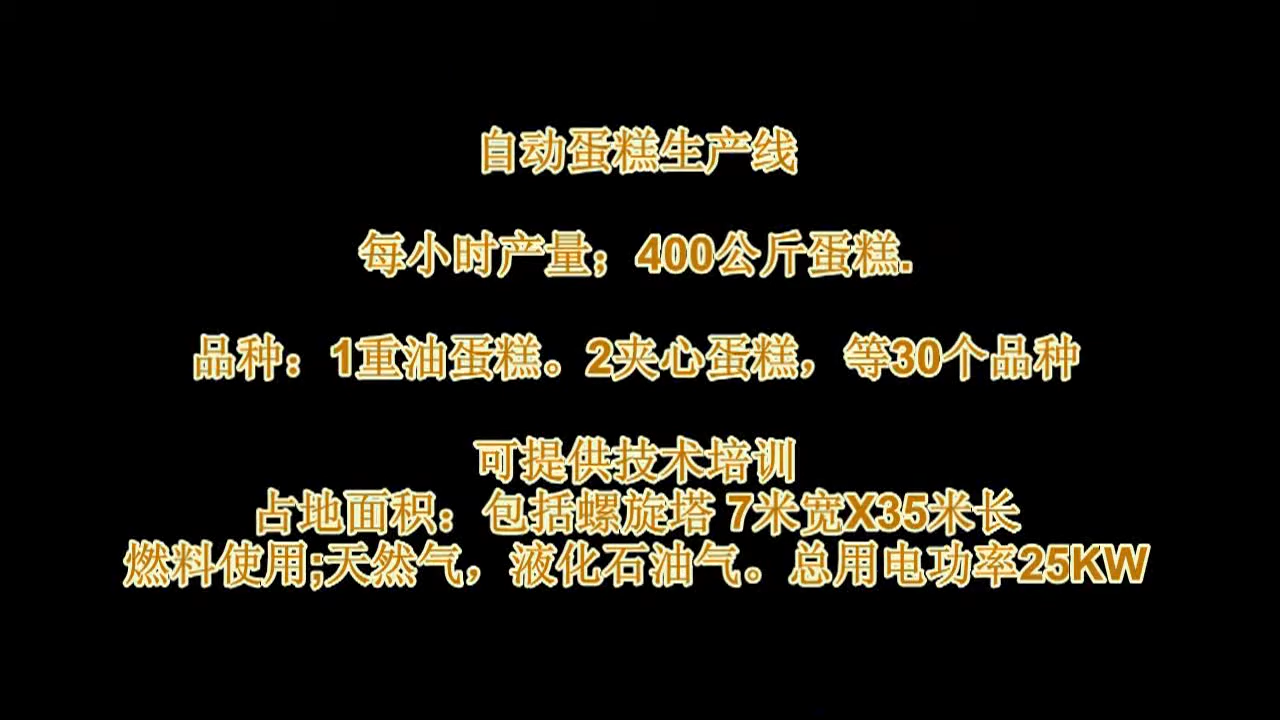 自动蛋糕生产线
每小时产量；400公斤蛋糕.
品种：1重油蛋糕。2夹心蛋糕，等30个品种
可提供技术培训
占地面积：包括螺旋塔 7米宽X35米长
燃料使用;天然气，液化石油气。总用电功率25KW